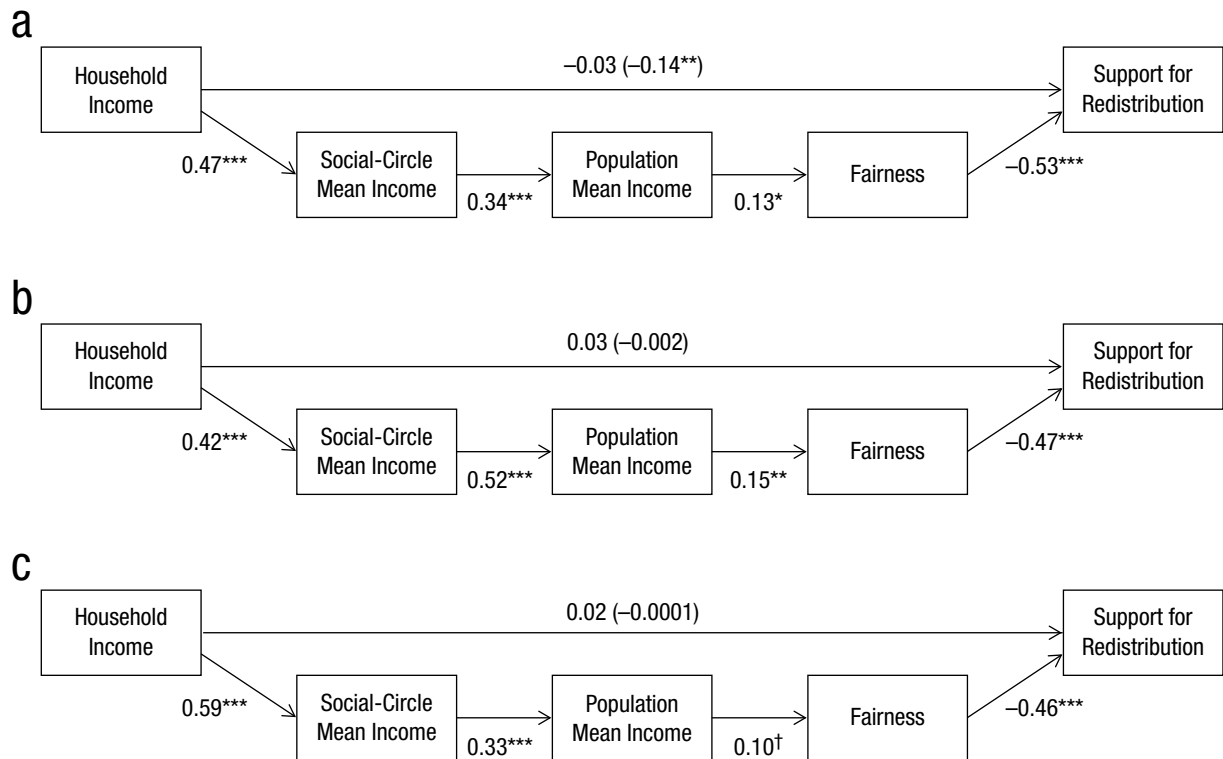 a
Household
Income
–0.03 (–0.14**)
Support for
Redistribution
0.47***
Social-Circle
Mean Income
0.34***
Population
Mean Income
0.13*
Fairness
–0.53***
b
Household
Income
0.03 (–0.002)
Support for
Redistribution
0.42***
Social-Circle
Mean Income
0.52***
Population
Mean Income
0.15**
Fairness
–0.47***
c
Household
Income
0.02 (–0.0001)
Support for
Redistribution
0.59***
Social-Circle
Mean Income
0.33***
Population
Mean Income
0.10†
Fairness
–0.46***